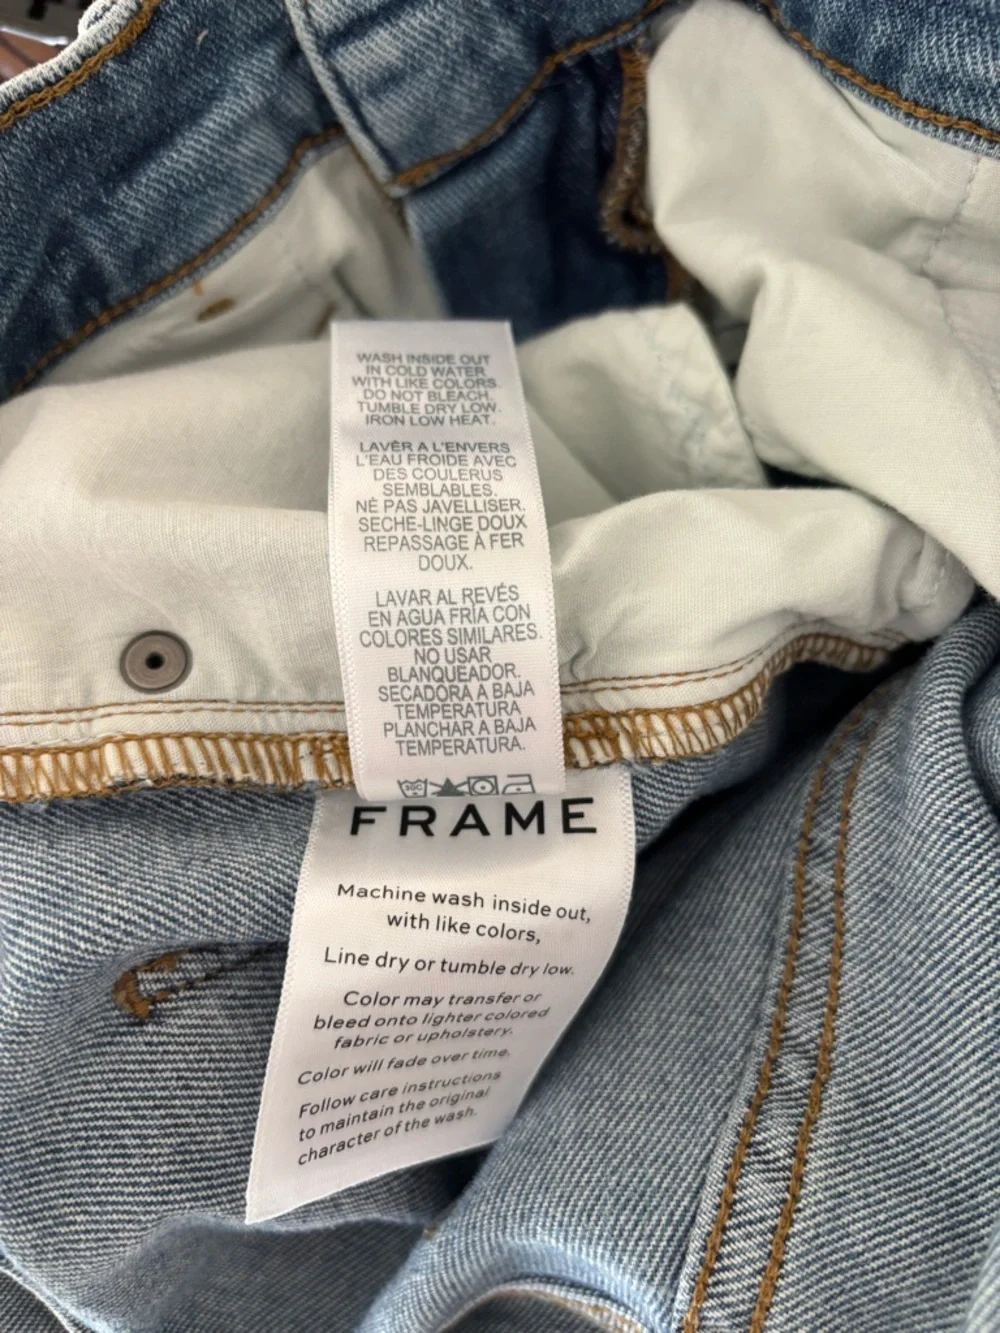 WASH INSIDE OUT
IN COLD WATER
WITH LIKE COLORS.
DO NOT BLEACH.
TUMBLE DRY LOW.
IRON LOW HEAT.
LAVÉR A L'ENVERS
L'EAU FROIDE AVEC
DES COULERUS
SEMBLABLES.
NÉ PAS JAVELLISER.
SECHE-LINGE DOUX
REPASSAGE À FER
DOUX.
LAVAR AL REVÉS
EN AGUA FRÍA CON
COLORES SIMILARES.
NO USAR
BLANQUEADOR.
SECADORA A BAJA
TEMPERATURA
PLANCHAR A BAJA
TEMPERATURA.
30C
FRAME
Machine wash inside out,
with like colors,
Line dry or tumble dry low.
Color may transfer or
bleed onto lighter colored
fabric or upholstery.
Color will fade over time.
Follow care instructions
to maintain the original
character of the wash.